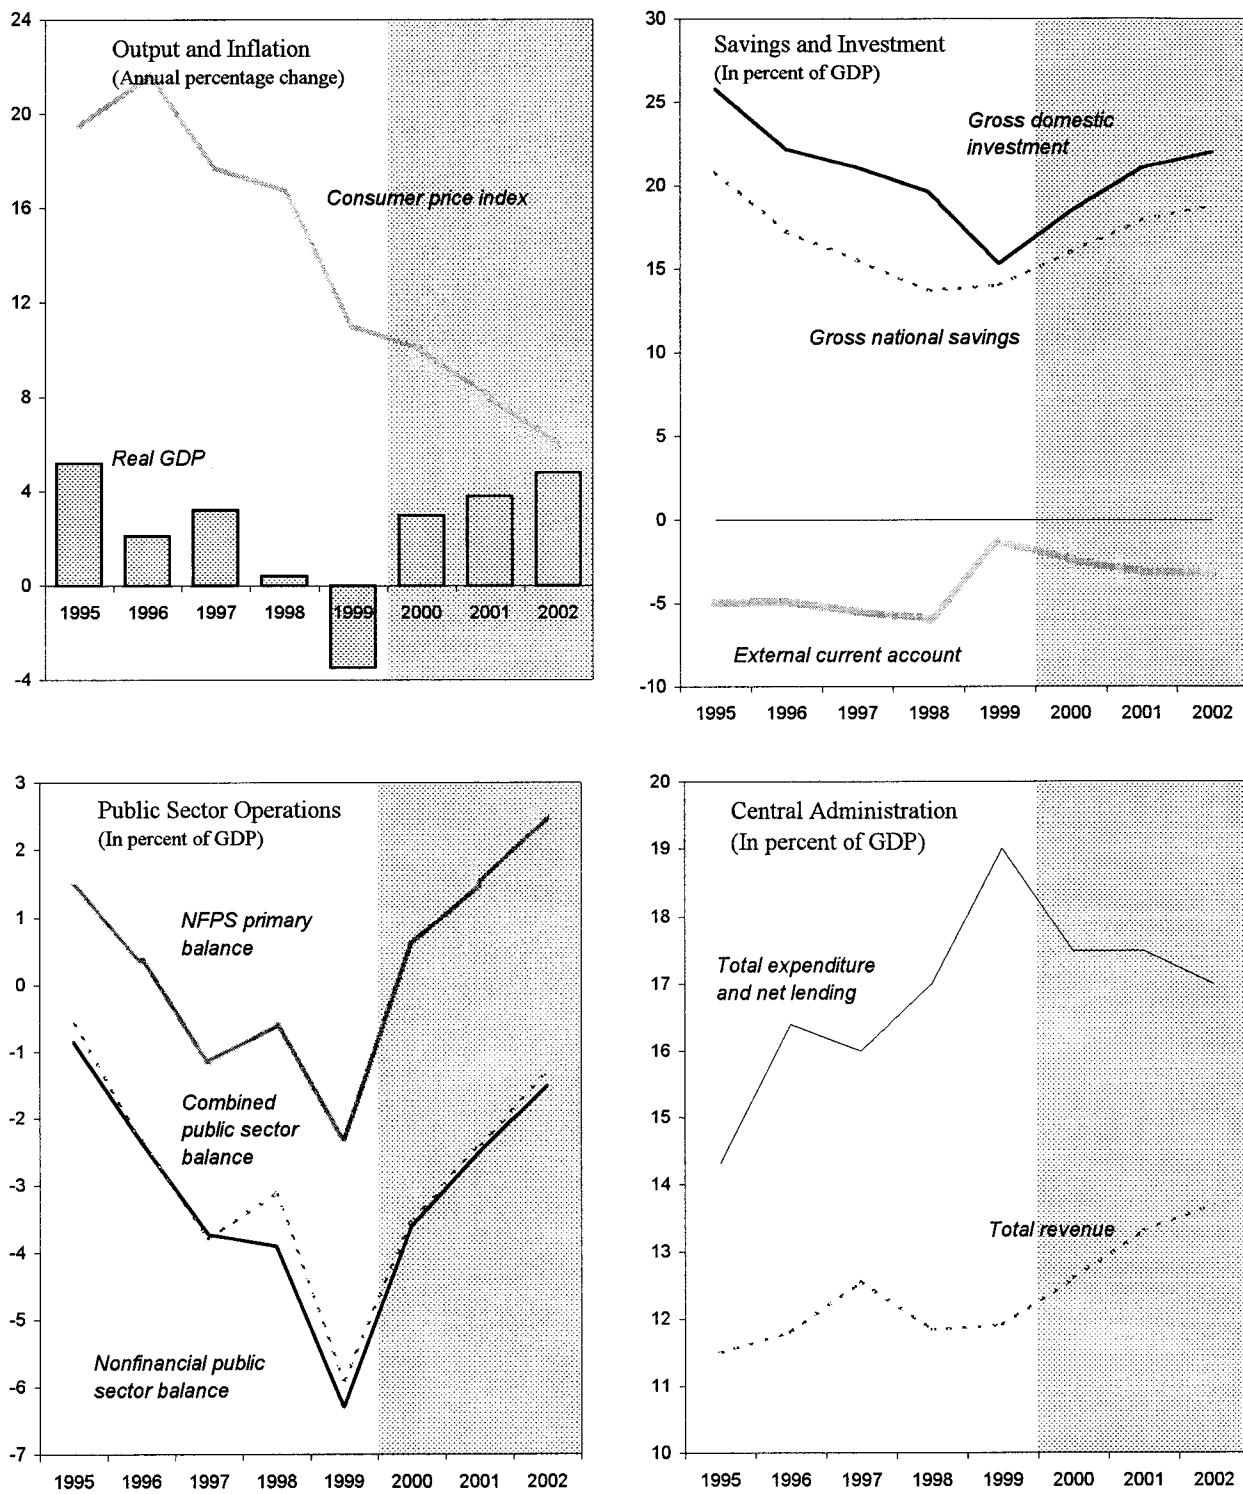 24
20
16
12
8
4
0
-4
Output and Inflation
(Annual percentage change)
Consumer price index
Real GDP
1995 1996 1997 1998 1999 2000 2001 2002
30
25
20
15
10
5
0
-5
-10
Savings and Investment
(In percent of GDP)
Gross domestic
investment
Gross national savings
External current account
1995 1996 1997 1998 1999 2000 2001 2002
3
2
1
0
-1
-2
-3
-4
-5
-6
-7
Public Sector Operations
(In percent of GDP)
NFPS primary
balance
Combined
public sector
balance
Nonfinancial public
sector balance
1995 1996 1997 1998 1999 2000 2001 2002
20
19
18
17
16
15
14
13
12
11
10
Central Administration
(In percent of GDP)
Total expenditure
and net lending
Total revenue
1995 1996 1997 1998 1999 2000 2001 2002